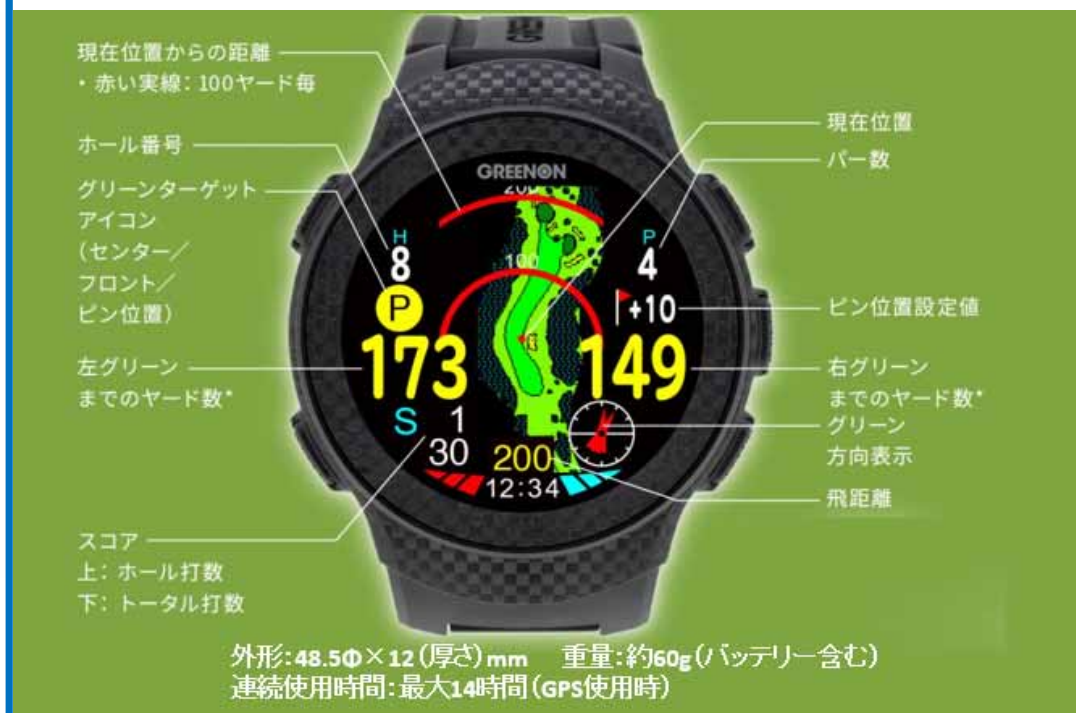 現在位置からの距離
・赤い実線：100ヤード毎
ホール番号
グリーンターゲット
アイコン
（センター／
フロント／
ピン位置）
左グリーン
までのヤード数*
スコア
上：ホール打数
下：トータル打数
GREENON
200
100
H
8
P
173
S 1
30
200
12:34
P
4
+10
149
現在位置
パー数
ピン位置設定値
右グリーン
までのヤード数*
グリーン
方向表示
飛距離
外形：48.5Φ×12（厚さ）mm 重量：約60g（バッテリー含む）
連続使用時間：最大14時間（GPS使用時）